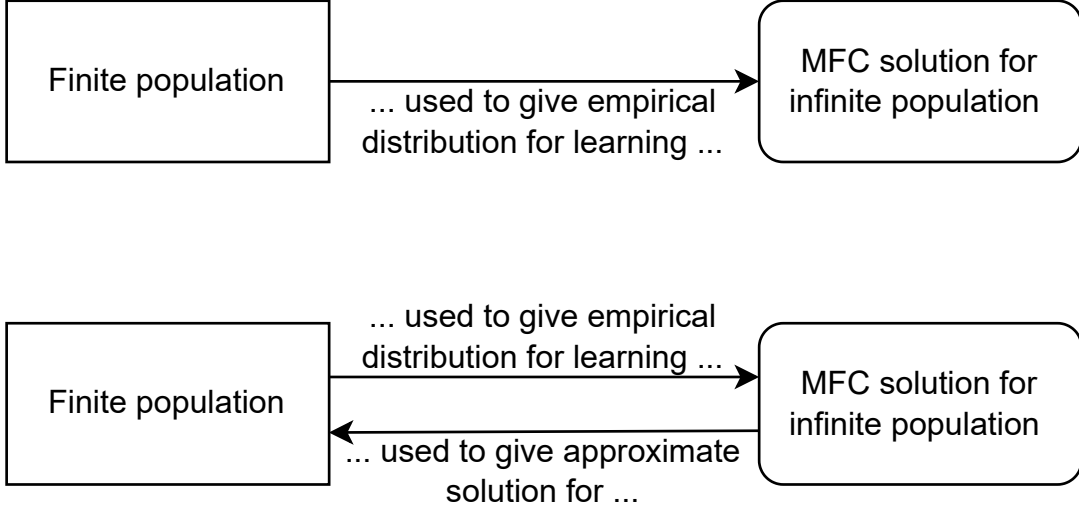 Finite population
... used to give empirical
distribution for learning ...
MFC solution for
infinite population
Finite population
... used to give empirical
distribution for learning ...
MFC solution for
infinite population
... used to give approximate
solution for ...